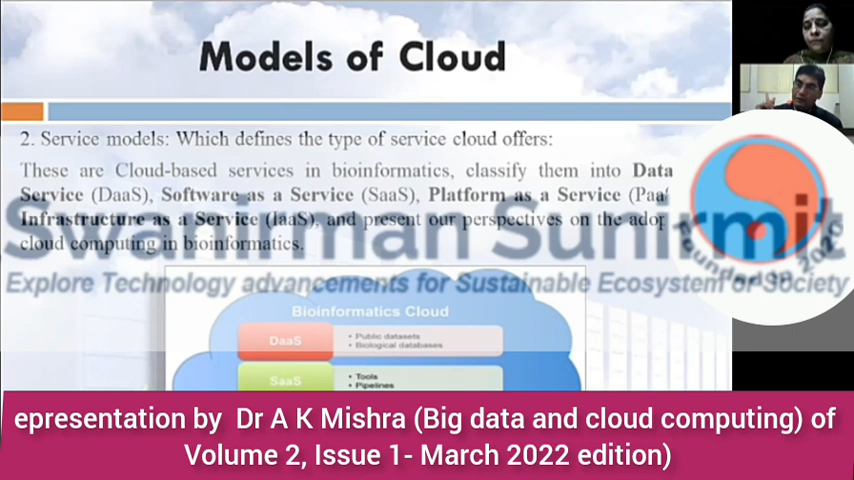 Models of Cloud
2. Service models: Which defines the type of service cloud offers:
These are Cloud-based services in bioinformatics, classify them into Data
Service (DaaS), Software as a Service (SaaS), Platform as a Service (Paa
Infrastructure as a Service (IaaS), and present our perspectives on the adop
cloud computing in bioinformatics.
Swanirman Sunirmit
Founded in 2020
Explore Technology advancements for Sustainable Ecosystem of Society
Bioinformatics Cloud
DaaS
• Public datasets
• Biological databases
SaaS
• Tools
• Pipelines
epresentation by Dr A K Mishra (Big data and cloud computing) of
Volume 2, Issue 1- March 2022 edition)